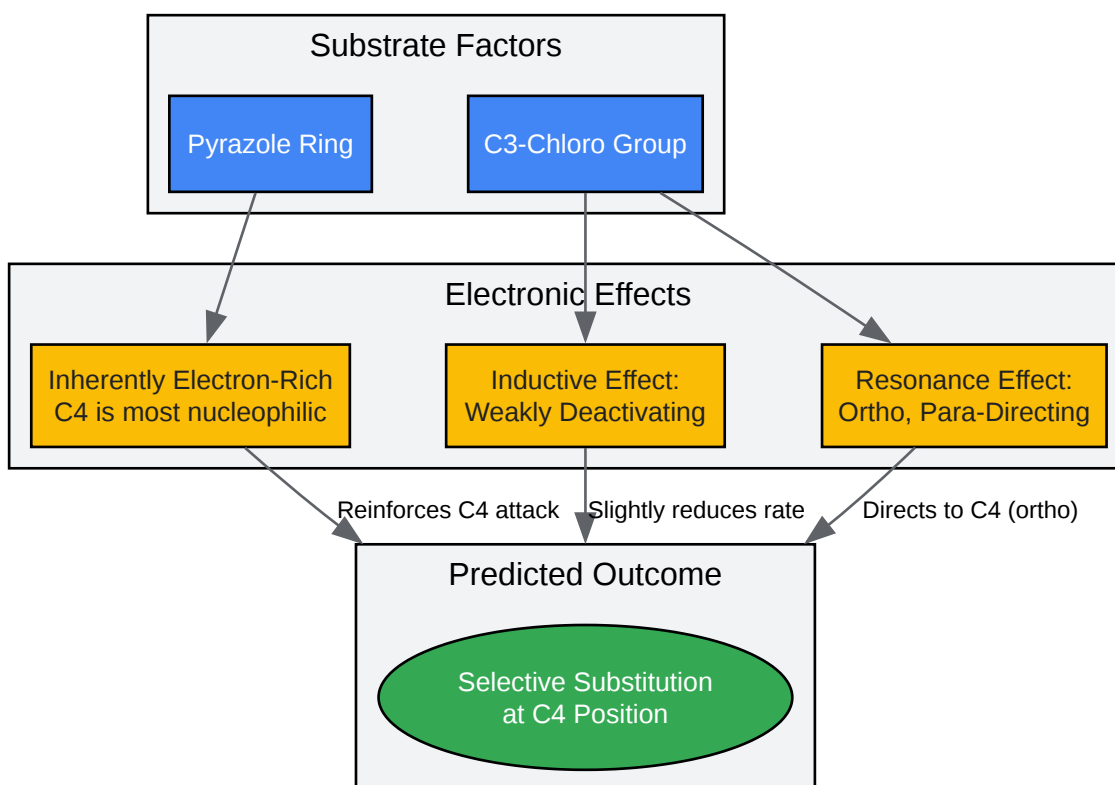 Substrate Factors
Pyrazole Ring
C3-Chloro Group
Electronic Effects
Inherently Electron-Rich
C4 is most nucleophilic
Inductive Effect:
Weakly Deactivating
Resonance Effect:
Ortho, Para-Directing
Reinforces C4 attack
Slightly reduces rate
Directs to C4 (ortho)
Predicted Outcome
Selective Substitution
at C4 Position